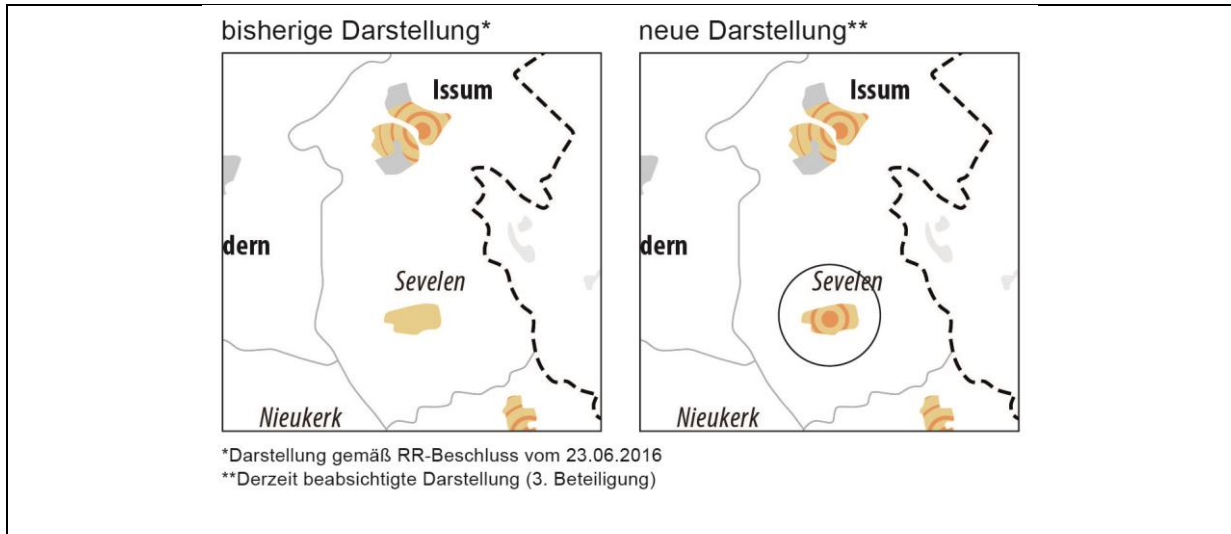 bisherige Darstellung*
Issum
dern
Sevelen
Nieukerk
neue Darstellung**
Issum
dern
Sevelen
Nieukerk
*Darstellung gemäß RR-Beschluss vom 23.06.2016
**Derzeit beabsichtigte Darstellung (3. Beteiligung)